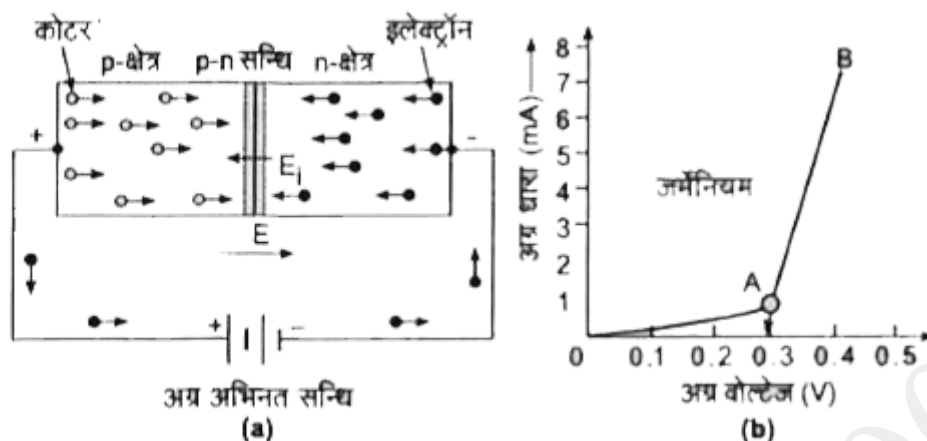 कोटर
इलेक्ट्रॉन
p-क्षेत्र p-n सन्धि n-क्षेत्र
+ -
Ei
E
+ -
अग्र अभिनत सन्धि
(a)
अग्र धारा (mA)
8
7
6
5
4
3
2
1
B
जर्मेनियम
A
0 0.1 0.2 0.3 0.4 0.5
अग्र वोल्टेज (V)
(b)